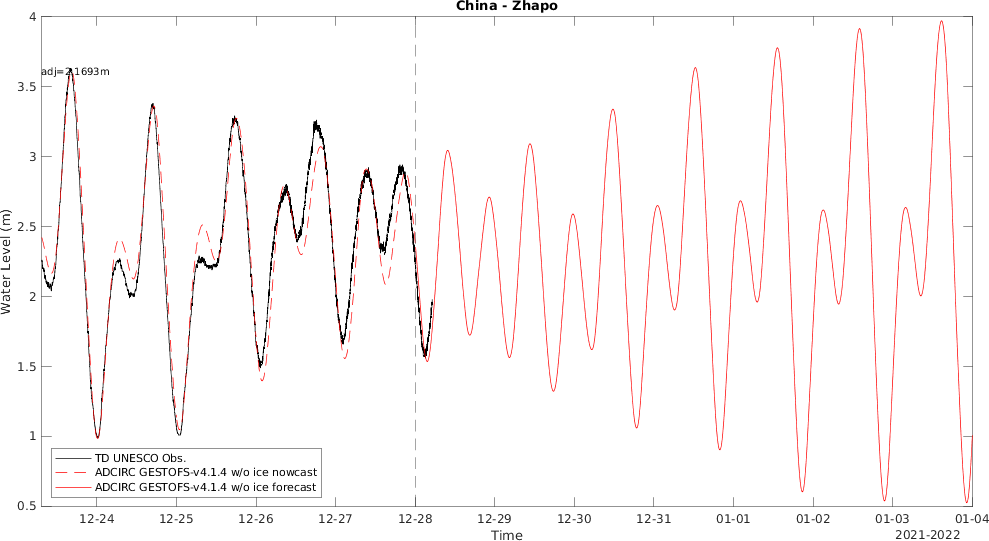 China - Zhapo
adj=2.1693m
4
3.5
3
2.5
2
1.5
1
0.5
Water Level (m)
TD UNESCO Obs.
ADCIRC GESTOFS-v4.1.4 w/o ice nowcast
ADCIRC GESTOFS-v4.1.4 w/o ice forecast
12-24 12-25 12-26 12-27 12-28 12-29 12-30 12-31 01-01 01-02 01-03 01-04
Time
2021-2022